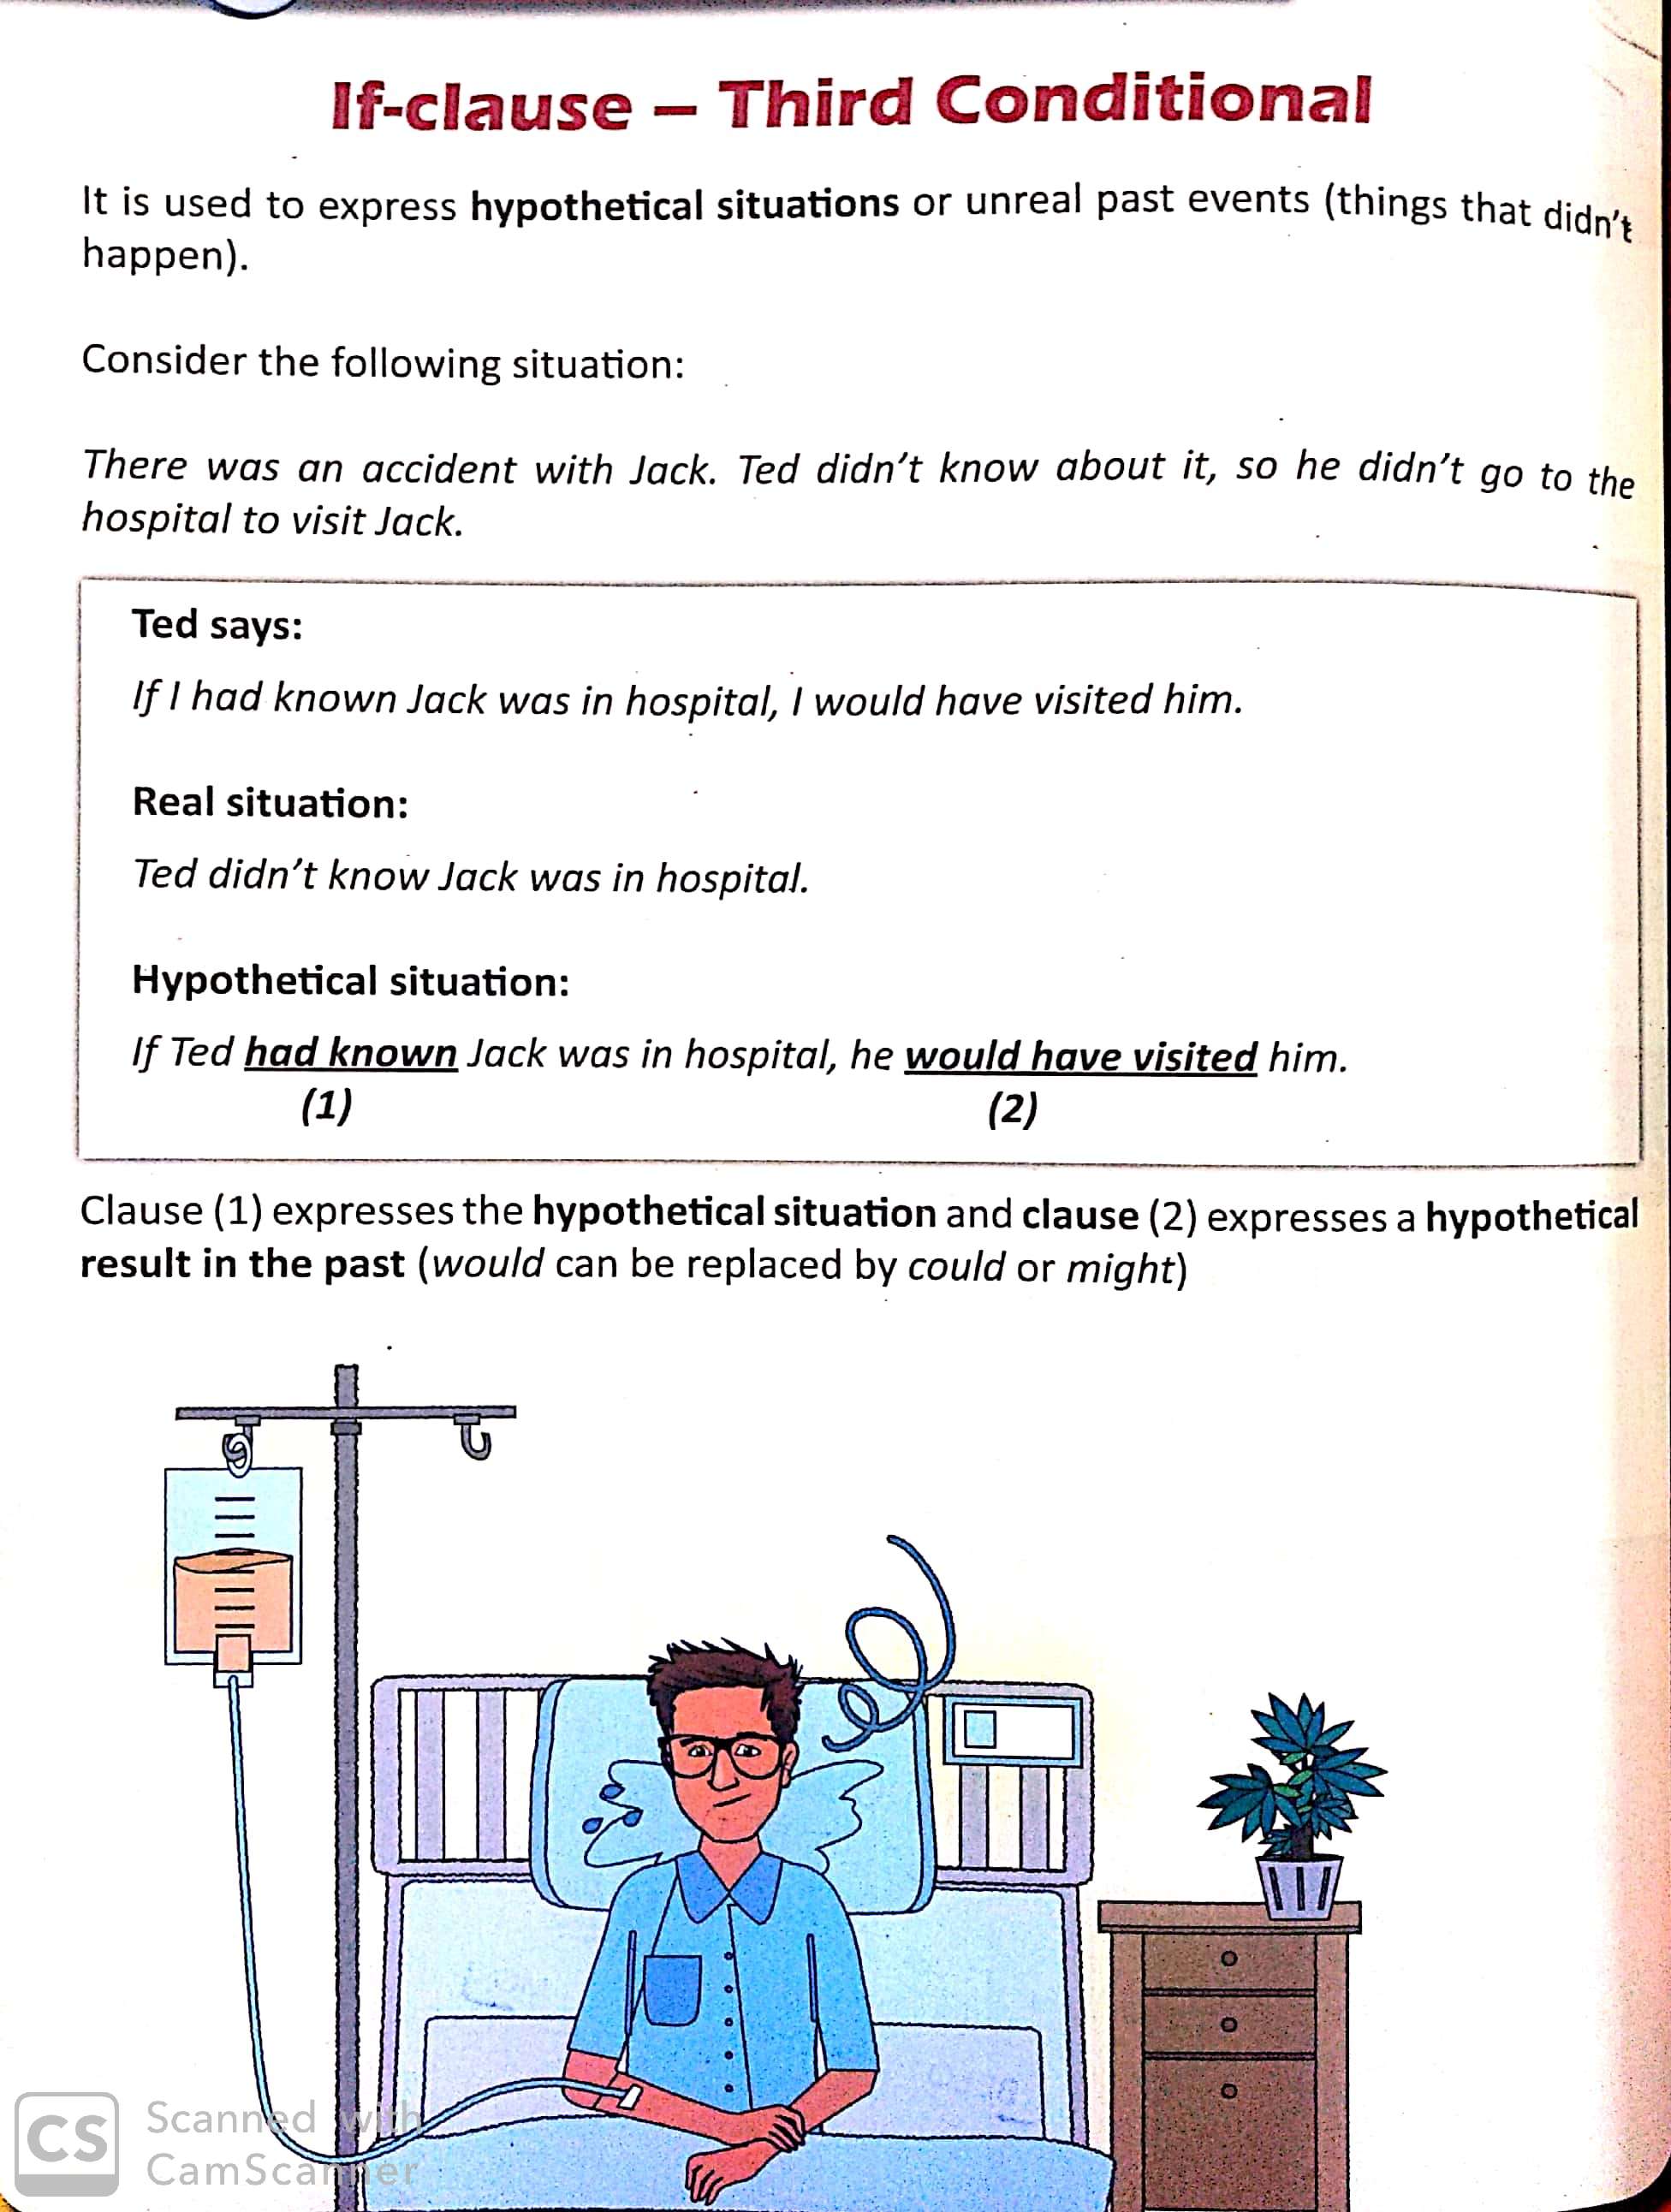 If-clause – Third Conditional
It is used to express hypothetical situations or unreal past events (things that didn't
happen).
Consider the following situation:
There was an accident with Jack. Ted didn't know about it, so he didn't go to the
hospital to visit Jack.
Ted says:
If I had known Jack was in hospital, I would have visited him.
Real situation:
Ted didn't know Jack was in hospital.
Hypothetical situation:
If Ted had known Jack was in hospital, he would have visited him.
(1) (2)
Clause (1) expresses the hypothetical situation and clause (2) expresses a hypothetical
result in the past (would can be replaced by could or might)
CS Scanned with
CamScanner